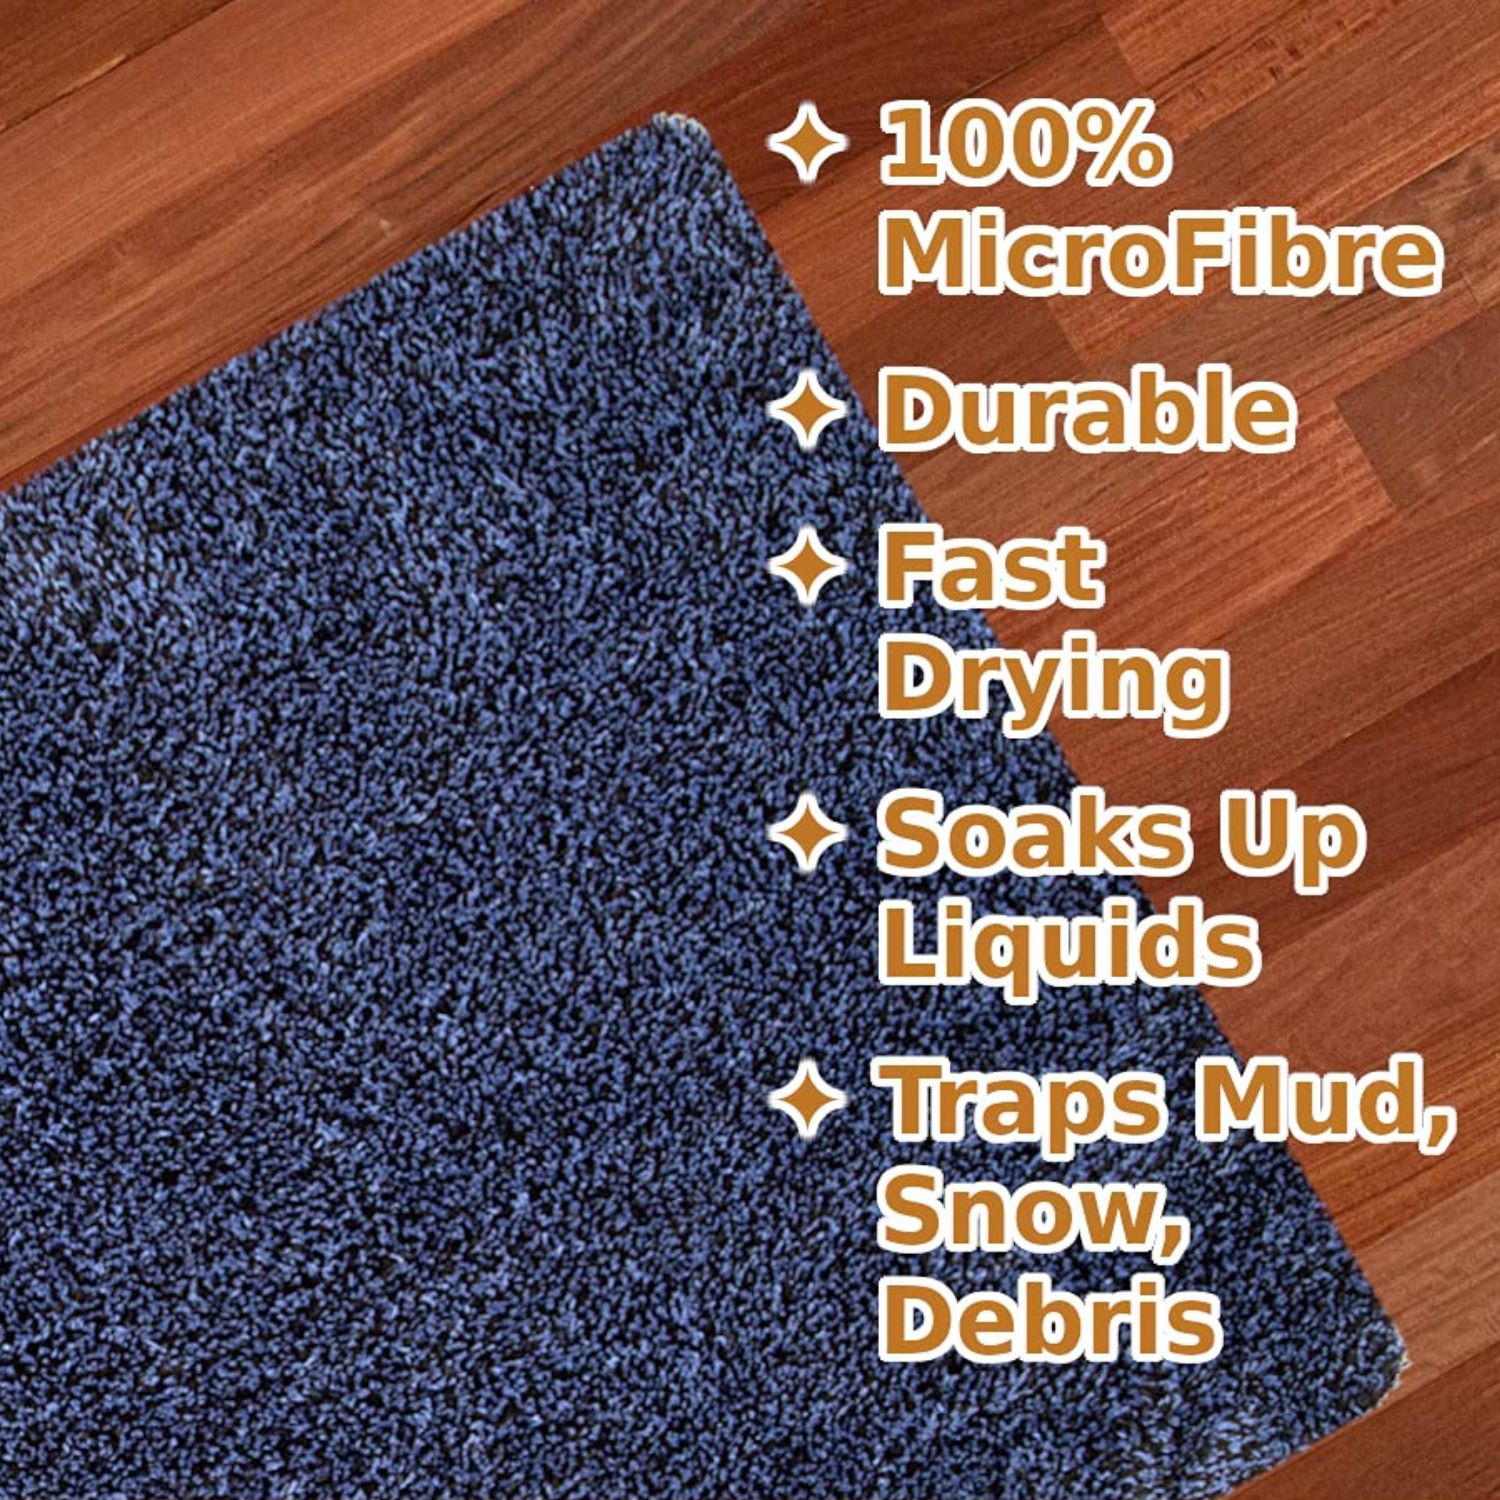 ✦ 100%
MicroFibre
✦ Durable
✦ Fast
Drying
✦ Soaks Up
Liquids
✦ Traps Mud,
Snow,
Debris